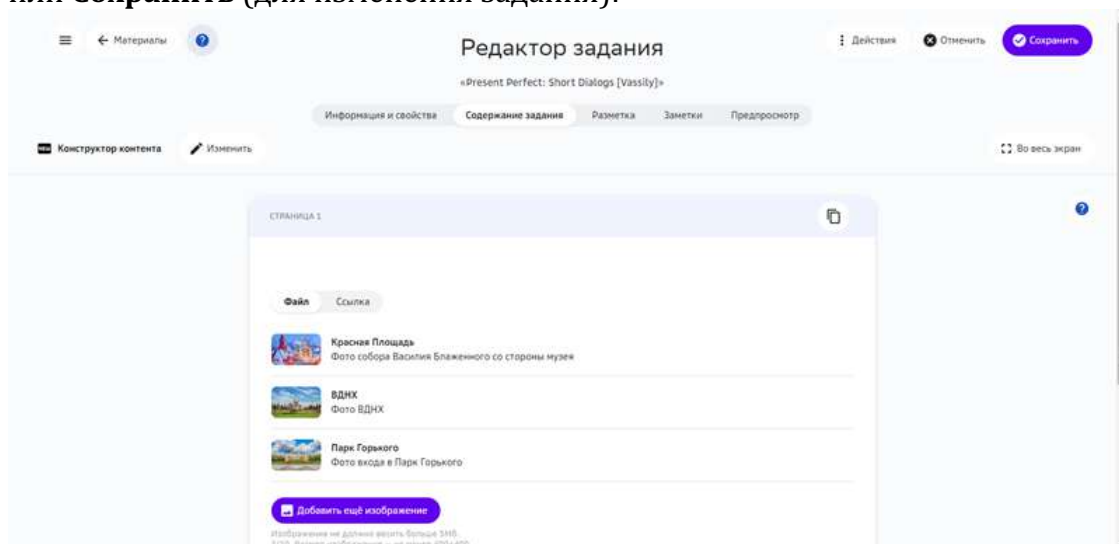 или Сохранить (для изменения задания).
Материалы
?
Редактор задания
Действия
Отменить
Сохранить
«Present Perfect: Short Dialogs [Vassily]»
Информация и свойства
Содержание задания
Разметка
Заметки
Предпросмотр
NEW Конструктор контента
Изменить
Во весь экран
СТРАНИЦА 1
?
Файл
Ссылка
Красная Площадь
Фото собора Василия Блаженного со стороны музея
ВДНХ
Фото ВДНХ
Парк Горького
Фото входа в Парк Горького
Добавить ещё изображение
Изображение не должно весить больше 5Мб.